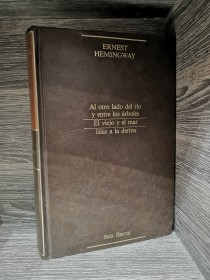 ERNEST
HEMINGWAY
Al otro lado del río
y entre los árboles
El viejo y el mar
Islas a la deriva
Seix Barral